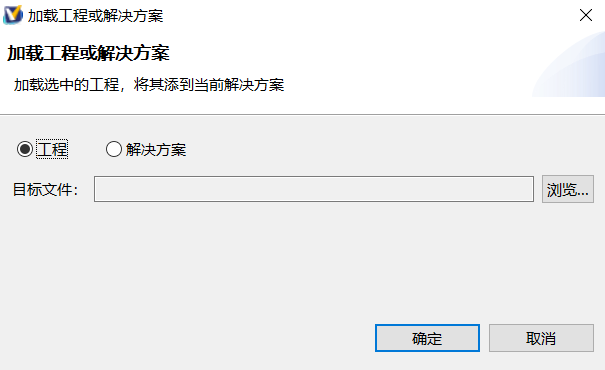 加载工程或解决方案
加载工程或解决方案
加载选中的工程，将其添到当前解决方案
工程 解决方案
目标文件： 浏览...
确定 取消